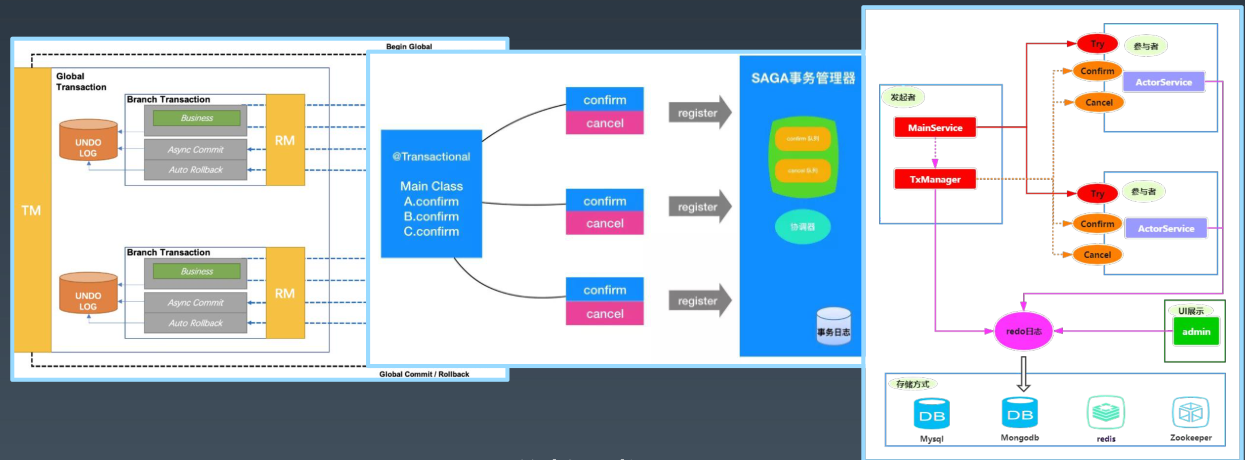 Begin Global
Global
Transaction
Branch Transaction
Business
UNDO
LOG
Async Commit
Auto Rollback
RM
TM
Branch Transaction
Business
UNDO
LOG
Async Commit
Auto Rollback
RM
Global Commit / Rollback
@Transactional
Main Class
A.confirm
B.confirm
C.confirm
confirm
cancel
register
confirm
cancel
register
confirm
cancel
register
SAGA事务管理器
confirm 队列
cancel 队列
协调器
事务日志
发起者
MainService
TxManager
Try
参与者
Confirm
ActorService
Cancel
Try
参与者
Confirm
ActorService
Cancel
redo日志
UI展示
admin
存储方式
DB
Mysql
DB
Mongodb
redis
Zookeeper